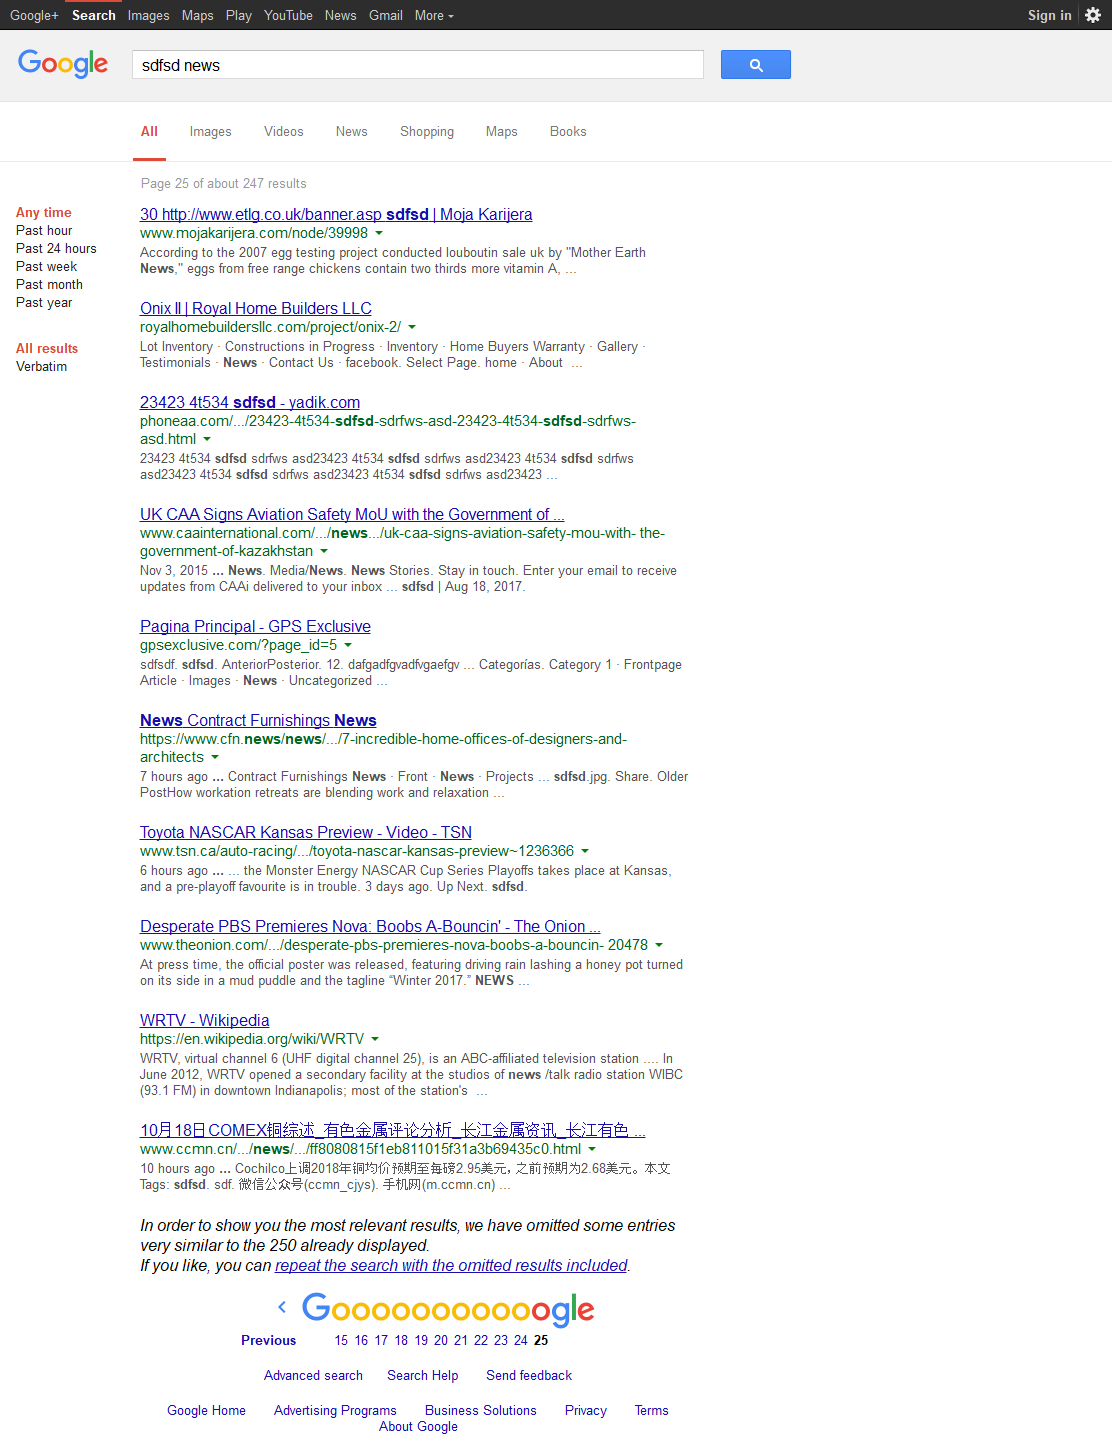 Google+ Search Images Maps Play YouTube News Gmail More Sign in
Google sdfsd news
All Images Videos News Shopping Maps Books
Page 25 of about 247 results
Any time
Past hour
Past 24 hours
Past week
Past month
Past year
All results
Verbatim
30 http://www.etlg.co.uk/banner.asp sdfsd | Moja Karijera
www.mojakarijera.com/node/39998
According to the 2007 egg testing project conducted louboutin sale uk by "Mother Earth
News," eggs from free range chickens contain two thirds more vitamin A, ...
Onix II | Royal Home Builders LLC
royalhomebuildersllc.com/project/onix-2/
Lot Inventory · Constructions in Progress · Inventory · Home Buyers Warranty · Gallery ·
Testimonials · News · Contact Us · facebook. Select Page. home · About ...
23423 4t534 sdfsd - yadik.com
phoneaa.com/.../23423-4t534-sdfsd-sdrfws-asd-23423-4t534-sdfsd-sdrfws-
asd.html
23423 4t534 sdfsd sdrfws asd23423 4t534 sdfsd sdrfws asd23423 4t534 sdfsd sdrfws
asd23423 4t534 sdfsd sdrfws asd23423 4t534 sdfsd sdrfws asd23423 ...
UK CAA Signs Aviation Safety MoU with the Government of ...
www.caainternational.com/.../news.../uk-caa-signs-aviation-safety-mou-with- the-
government-of-kazakhstan
Nov 3, 2015 ... News. Media/News. News Stories. Stay in touch. Enter your email to receive
updates from CAAi delivered to your inbox ... sdfsd | Aug 18, 2017.
Pagina Principal - GPS Exclusive
gpsexclusive.com/?page_id=5
sdfsdf. sdfsd. AnteriorPosterior. 12. dafgadfgvadfvgaefgv ... Categorías. Category 1 · Frontpage
Article · Images · News · Uncategorized ...
News Contract Furnishings News
https://www.cfn.news/news/.../7-incredible-home-offices-of-designers-and-
architects
7 hours ago ... Contract Furnishings News · Front · News · Projects ... sdfsd.jpg. Share. Older
PostHow workation retreats are blending work and relaxation ...
Toyota NASCAR Kansas Preview - Video - TSN
www.tsn.ca/auto-racing/.../toyota-nascar-kansas-preview~1236366
6 hours ago ... ... the Monster Energy NASCAR Cup Series Playoffs takes place at Kansas,
and a pre-playoff favourite is in trouble. 3 days ago. Up Next. sdfsd.
Desperate PBS Premieres Nova: Boobs A-Bouncin' - The Onion ...
www.theonion.com/.../desperate-pbs-premieres-nova-boobs-a-bouncin- 20478
At press time, the official poster was released, featuring driving rain lashing a honey pot turned
on its side in a mud puddle and the tagline “Winter 2017.” NEWS ...
WRTV - Wikipedia
https://en.wikipedia.org/wiki/WRTV
WRTV, virtual channel 6 (UHF digital channel 25), is an ABC-affiliated television station .... In
June 2012, WRTV opened a secondary facility at the studios of news /talk radio station WIBC
(93.1 FM) in downtown Indianapolis; most of the station's ...
10月18日COMEX铜综述_有色金属评论分析_长江金属资讯_长江有色 ...
www.ccmn.cn/.../news/.../ff8080815f1eb811015f31a3b69435c0.html
10 hours ago ... Cochilco上调2018年铜均价预期至每磅2.95美元，之前预期为2.68美元。本文
Tags: sdfsd. sdf. 微信公众号(ccmn_cjys). 手机网(m.ccmn.cn) ...
In order to show you the most relevant results, we have omitted some entries
very similar to the 250 already displayed.
If you like, you can repeat the search with the omitted results included.
< Goooooooooooogle
Previous 15 16 17 18 19 20 21 22 23 24 25
Advanced search Search Help Send feedback
Google Home Advertising Programs Business Solutions Privacy Terms
About Google